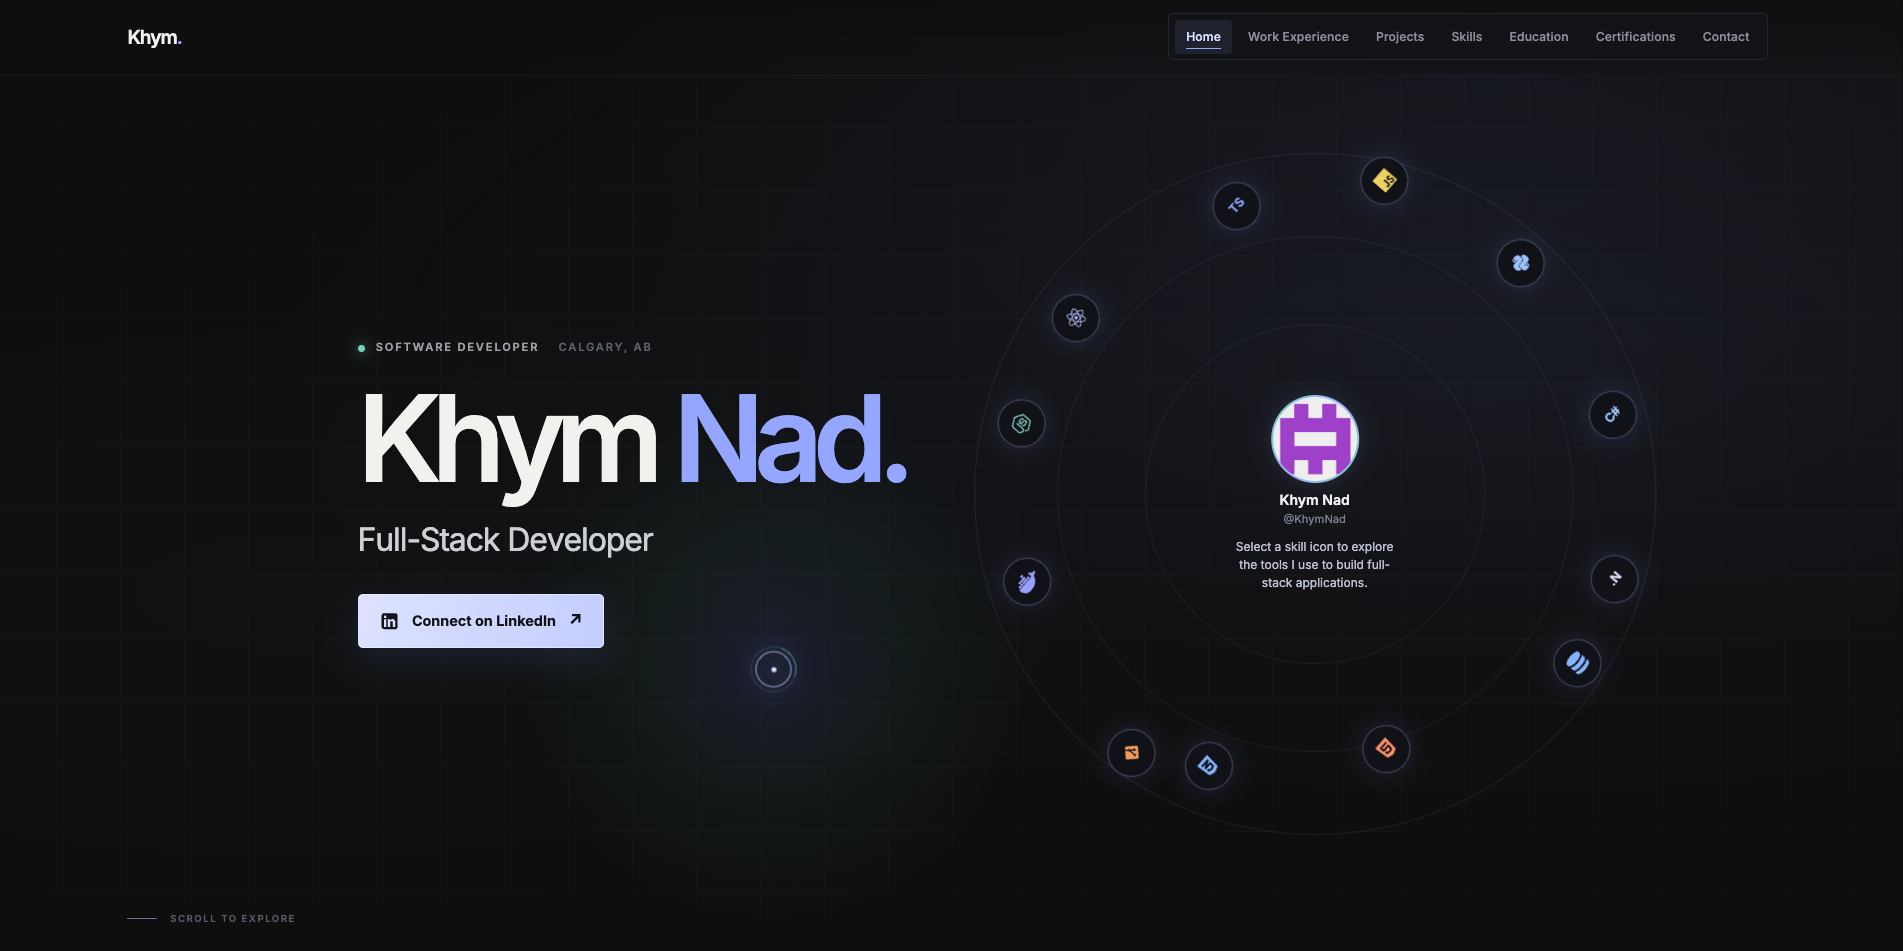 Khym.
Home Work Experience Projects Skills Education Certifications Contact
JS
TS
SOFTWARE DEVELOPER CALGARY, AB
Khym Nad.
Full-Stack Developer
Connect on LinkedIn
C#
Khym Nad
@KhymNad
Select a skill icon to explore
the tools I use to build full-
stack applications.
N
SCROLL TO EXPLORE